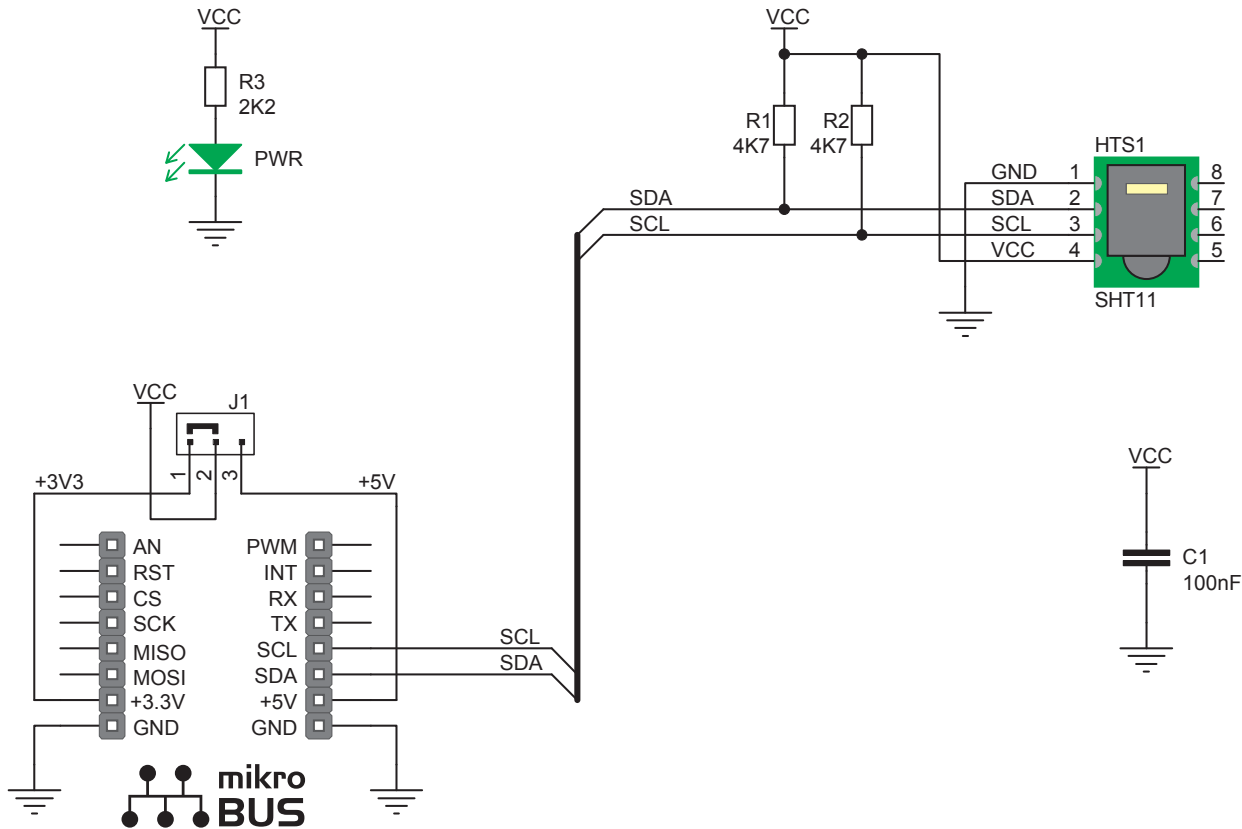 VCC
R3
2K2
PWR
VCC
R1
4K7
R2
4K7
HTS1
GND 1 8
SDA SDA 2 7
SCL SCL 3 6
VCC 4 5
SHT11
VCC
J1
1 2 3
+3V3 +5V
AN PWM
RST INT
CS RX
SCK TX
MISO SCL SCL
MOSI SDA SDA
+3.3V +5V
GND GND
mikro
BUS
VCC
C1
100nF